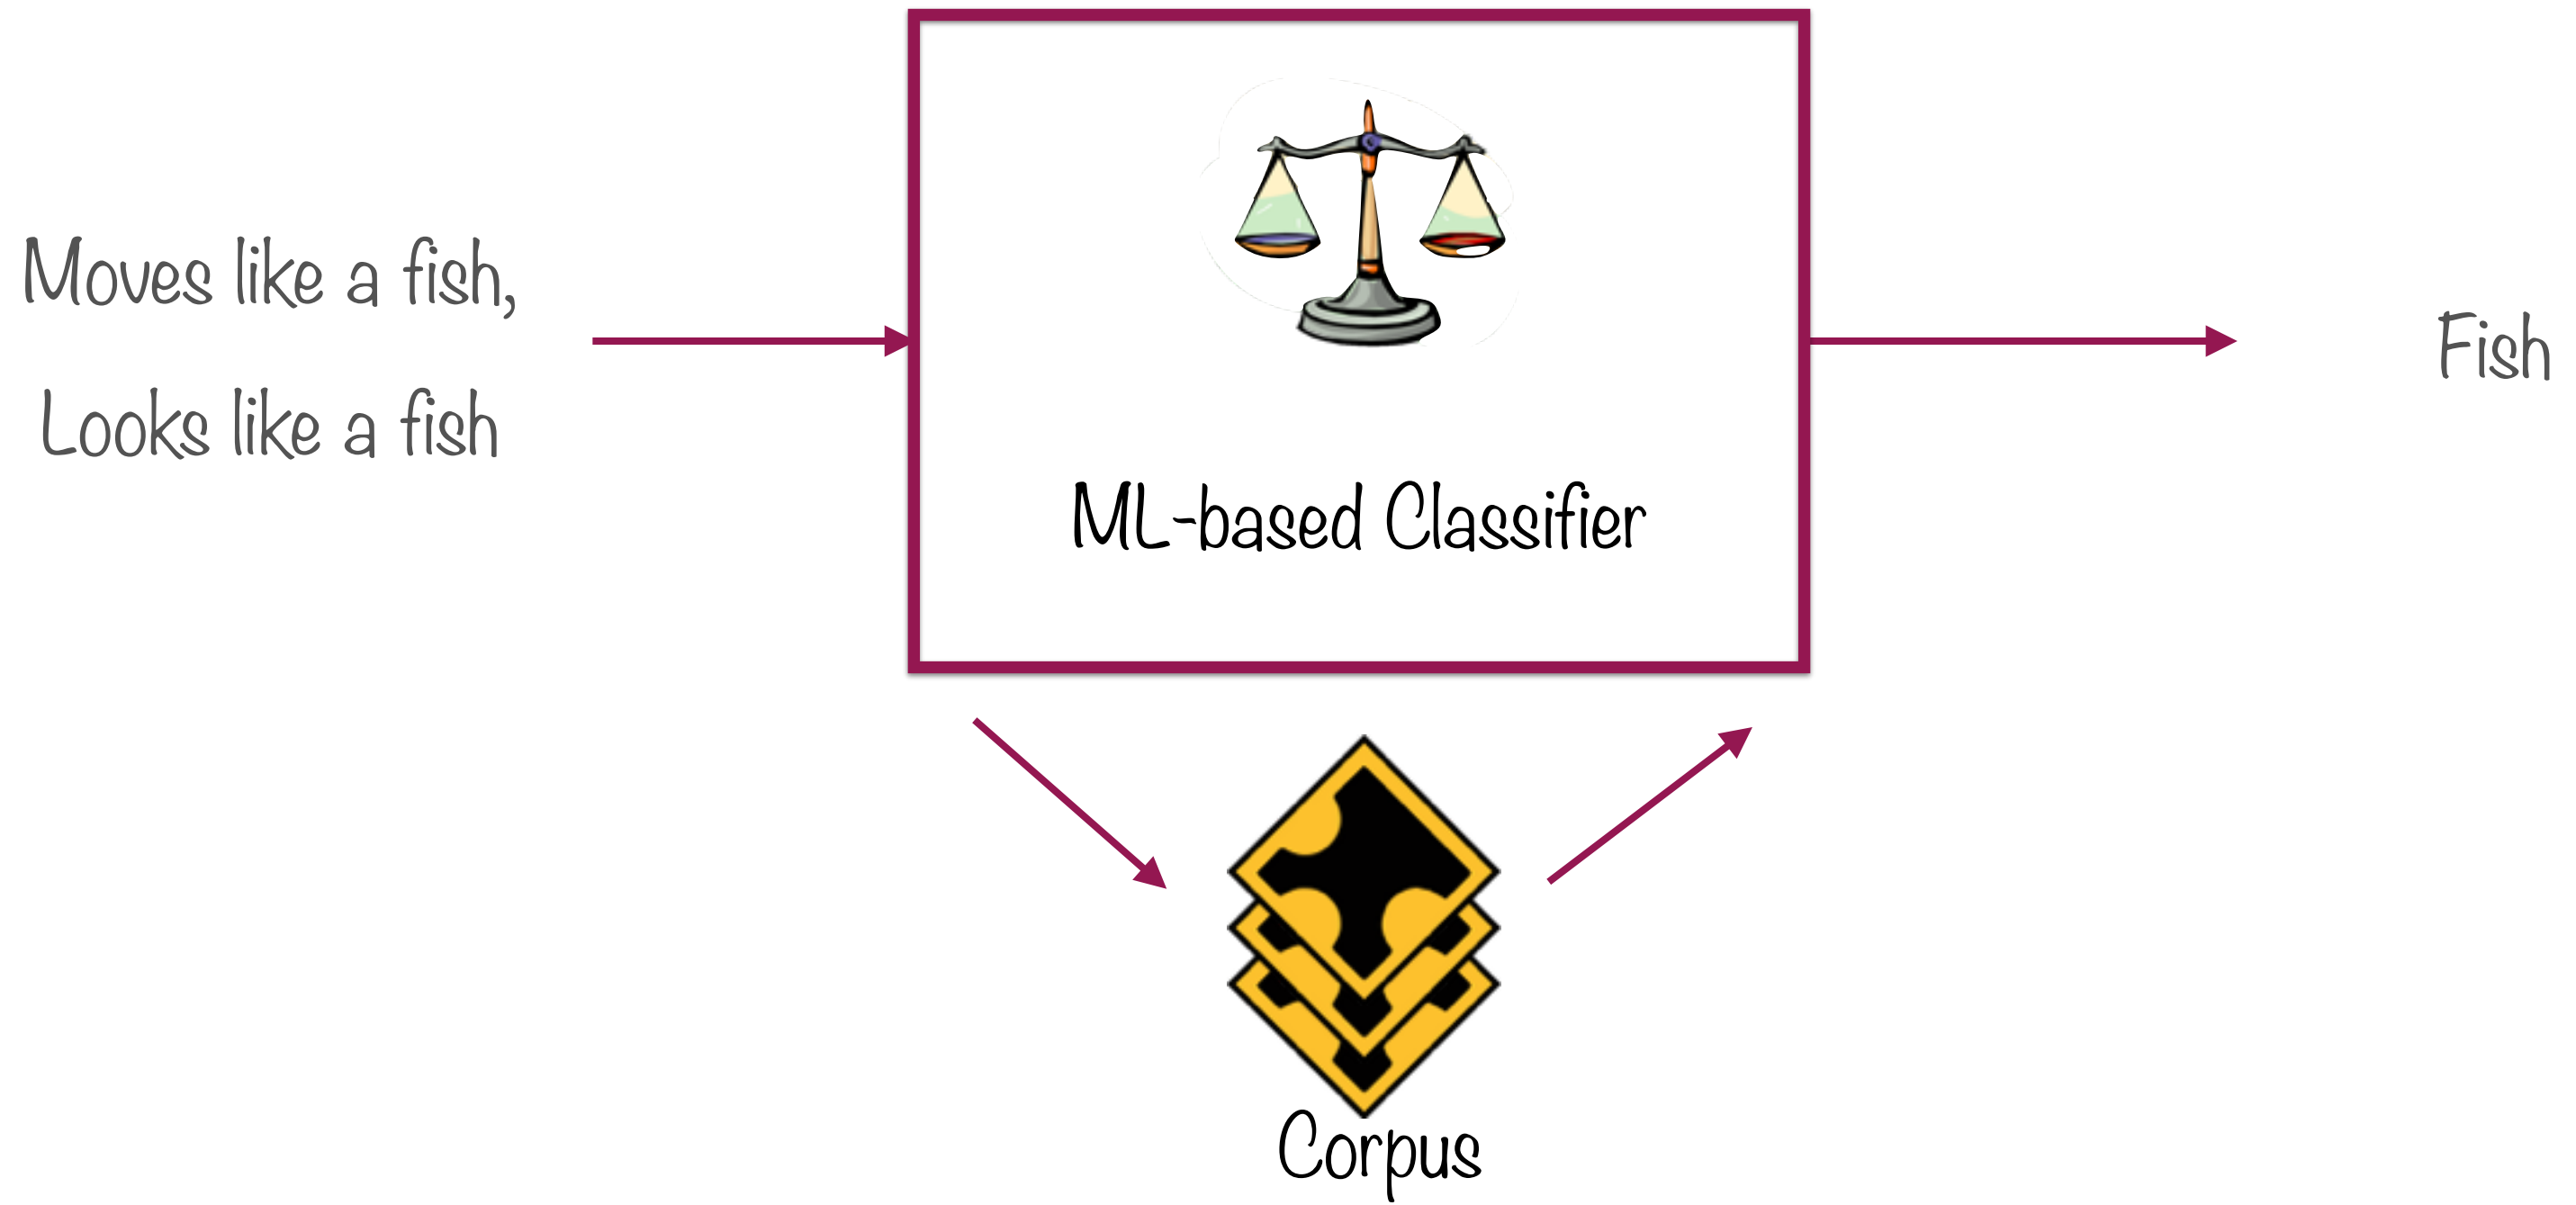 Moves like a fish,
Looks like a fish
ML-based Classifier
Fish
Corpus